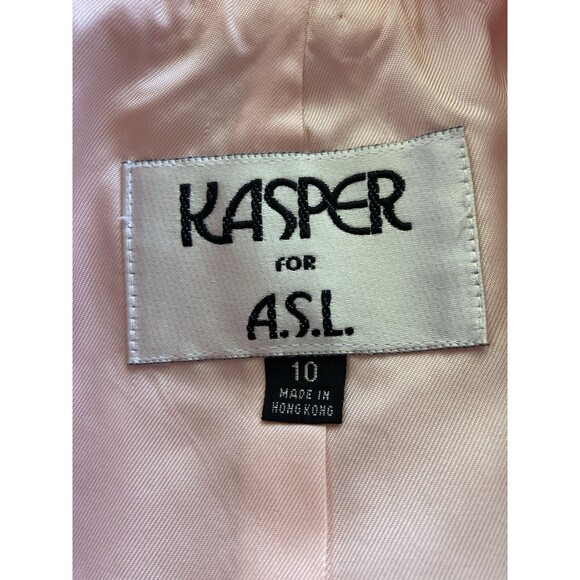 KASPER
FOR
A.S.L.
10
MADE IN
HONG KONG